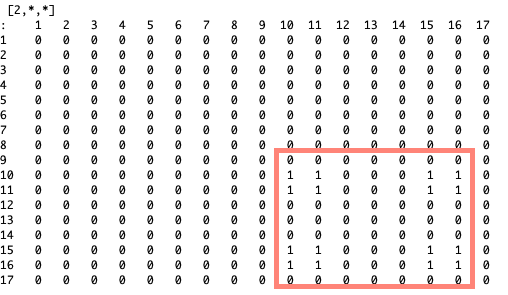 [2,*,*]
: 1 2 3 4 5 6 7 8 9 10 11 12 13 14 15 16 17
1 0 0 0 0 0 0 0 0 0 0 0 0 0 0 0 0 0
2 0 0 0 0 0 0 0 0 0 0 0 0 0 0 0 0 0
3 0 0 0 0 0 0 0 0 0 0 0 0 0 0 0 0 0
4 0 0 0 0 0 0 0 0 0 0 0 0 0 0 0 0 0
5 0 0 0 0 0 0 0 0 0 0 0 0 0 0 0 0 0
6 0 0 0 0 0 0 0 0 0 0 0 0 0 0 0 0 0
7 0 0 0 0 0 0 0 0 0 0 0 0 0 0 0 0 0
8 0 0 0 0 0 0 0 0 0 0 0 0 0 0 0 0 0
9 0 0 0 0 0 0 0 0 0 0 0 0 0 0 0 0 0
10 0 0 0 0 0 0 0 0 0 1 1 0 0 0 1 1 0
11 0 0 0 0 0 0 0 0 0 1 1 0 0 0 1 1 0
12 0 0 0 0 0 0 0 0 0 0 0 0 0 0 0 0 0
13 0 0 0 0 0 0 0 0 0 0 0 0 0 0 0 0 0
14 0 0 0 0 0 0 0 0 0 0 0 0 0 0 0 0 0
15 0 0 0 0 0 0 0 0 0 1 1 0 0 0 1 1 0
16 0 0 0 0 0 0 0 0 0 1 1 0 0 0 1 1 0
17 0 0 0 0 0 0 0 0 0 0 0 0 0 0 0 0 0